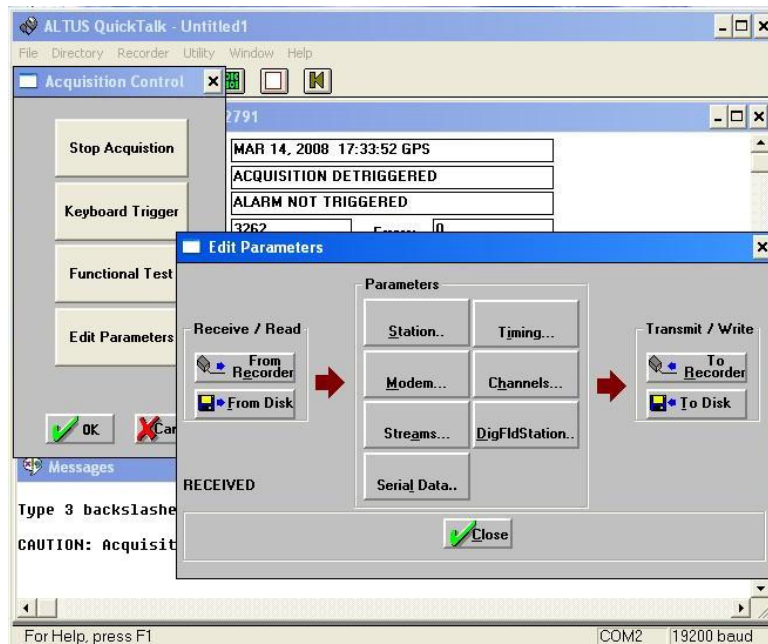 ALTUS QuickTalk - Untitled1
File Directory Recorder Utility Window Help
Acquisition Control
Stop Acquistion
Keyboard Trigger
Functional Test
Edit Parameters
OK
2791
MAR 14, 2008 17:33:52 GPS
ACQUISITION DETRIGGERED
ALARM NOT TRIGGERED
3262 0
Edit Parameters
Receive / Read
From Recorder
From Disk
RECEIVED
Parameters
Station..
Timing...
Modem...
Channels...
Streams...
DigFldStation..
Serial Data..
Transmit / Write
To Recorder
To Disk
Close
Messages
Type 3 backslashe
CAUTION: Acquisit
For Help, press F1
COM2 19200 baud